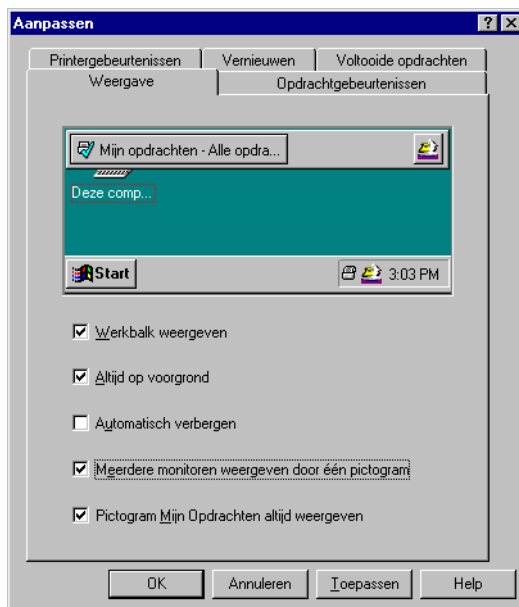 Aanpassen
Printergebeurtenissen
Vernieuwen
Voltooide opdrachten
Weergave
Opdrachtgebeurtenissen
Mijn opdrachten - Alle opdra...
Deze comp...
Start
3:03 PM
Werkbalk weergeven
Altijd op voorgrond
Automatisch verbergen
Meerdere monitoren weergeven door één pictogram
Pictogram Mijn Opdrachten altijd weergeven
OK
Annuleren
Toepassen
Help